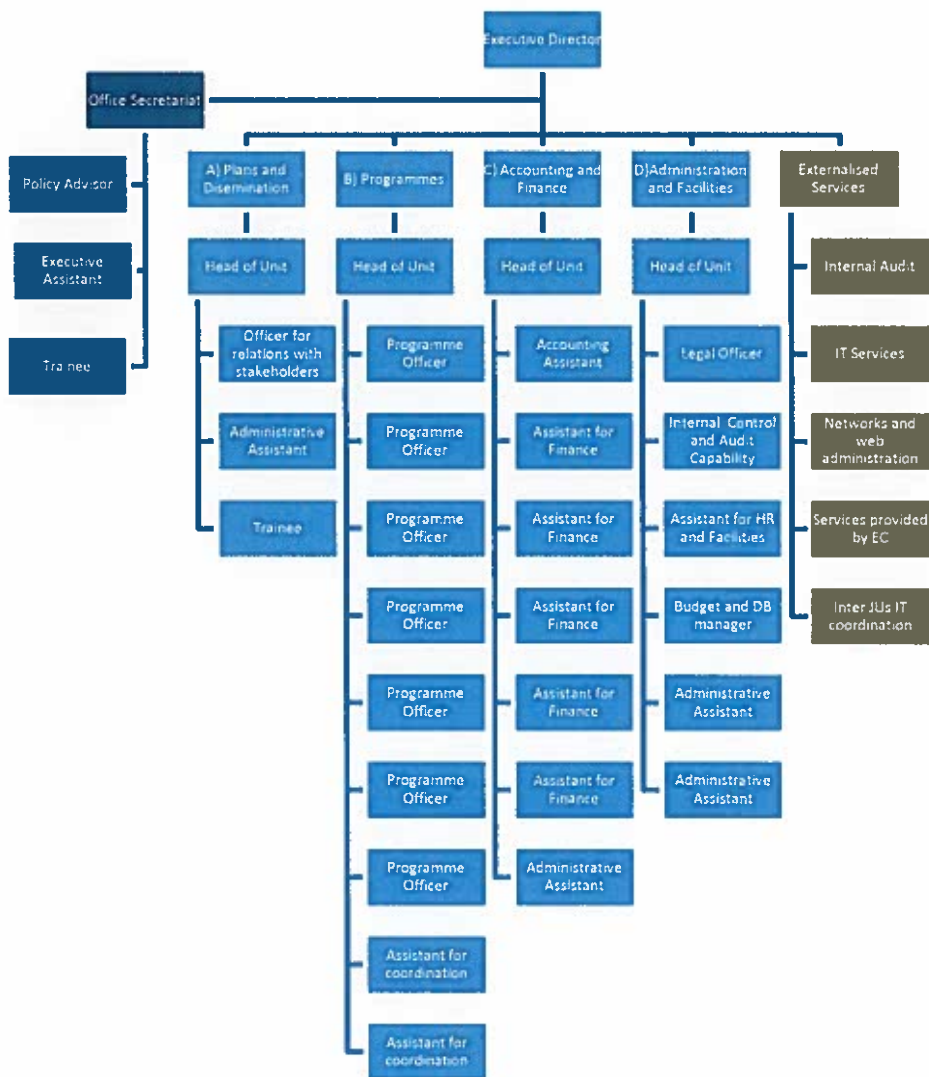 Executive Director
Office Secretariat
Policy Advisor
Executive
Assistant
Trainee
A) Plans and
Disemination
Head of Unit
Officer for
relations with
stakeholders
Administrative
Assistant
Trainee
B) Programmes
Head of Unit
Programme
Officer
Programme
Officer
Programme
Officer
Programme
Officer
Programme
Officer
Programme
Officer
Programme
Officer
Assistant for
coordination
Assistant for
coordination
C) Accounting and
Finance
Head of Unit
Accounting
Assistant
Assistant for
Finance
Assistant for
Finance
Assistant for
Finance
Assistant for
Finance
Assistant for
Finance
Administrative
Assistant
D)Administration
and Facilities
Head of Unit
Legal Officer
Internal Control
and Audit
Capability
Assistant for HR
and Facilities
Budget and DB
manager
Administrative
Assistant
Administrative
Assistant
Externalised
Services
Internal Audit
IT Services
Networks and
web
administration
Services provided
by EC
Inter JUs IT
coordination